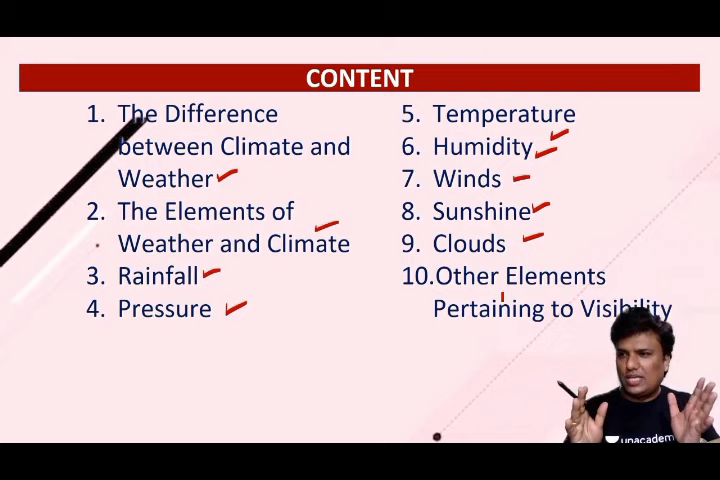 CONTENT
1. The Difference
between Climate and
Weather
2. The Elements of
Weather and Climate
3. Rainfall
4. Pressure
5. Temperature
6. Humidity
7. Winds
8. Sunshine
9. Clouds
10.Other Elements
Pertaining to Visibility
unacadem